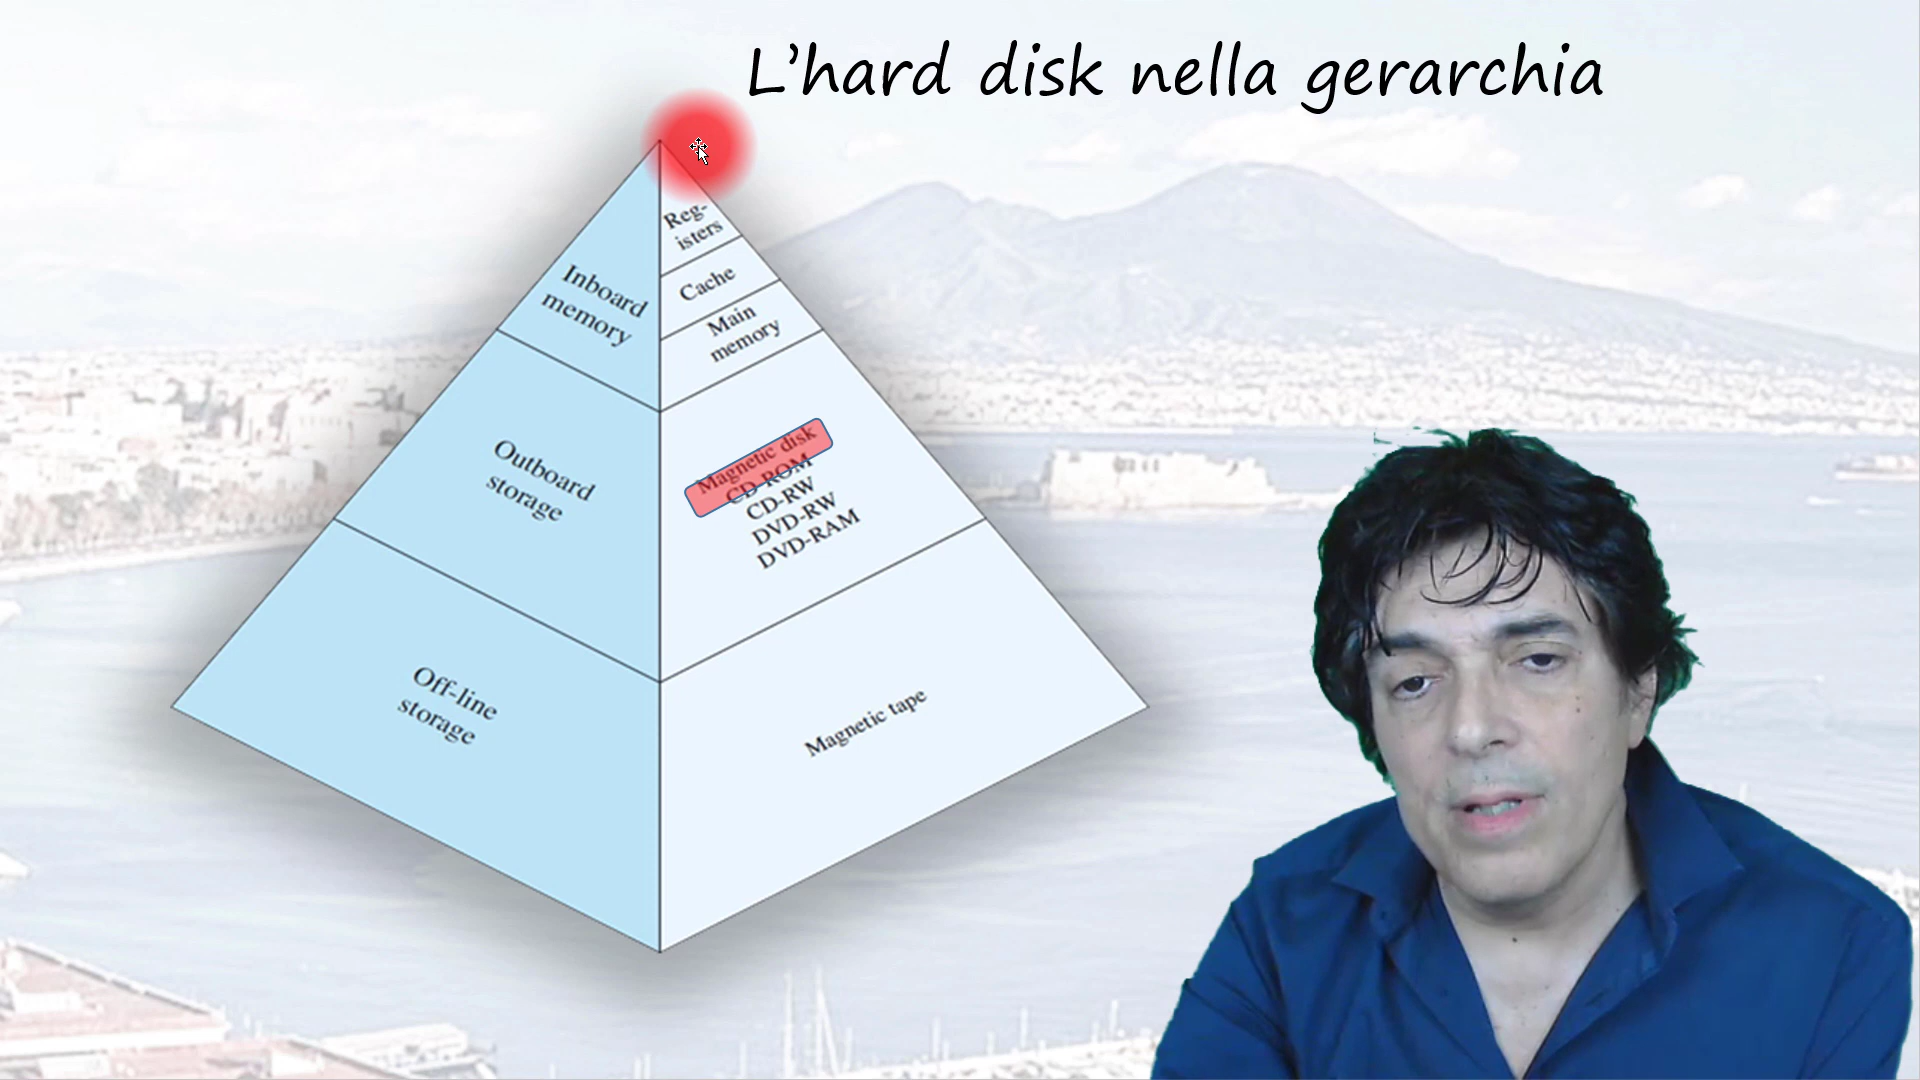 L'hard disk nella gerarchia
Reg-
isters
Cache
Main
memory
Inboard
memory
Magnetic disk
CD-ROM
CD-RW
DVD-RW
DVD-RAM
Outboard
storage
Magnetic tape
Off-line
storage